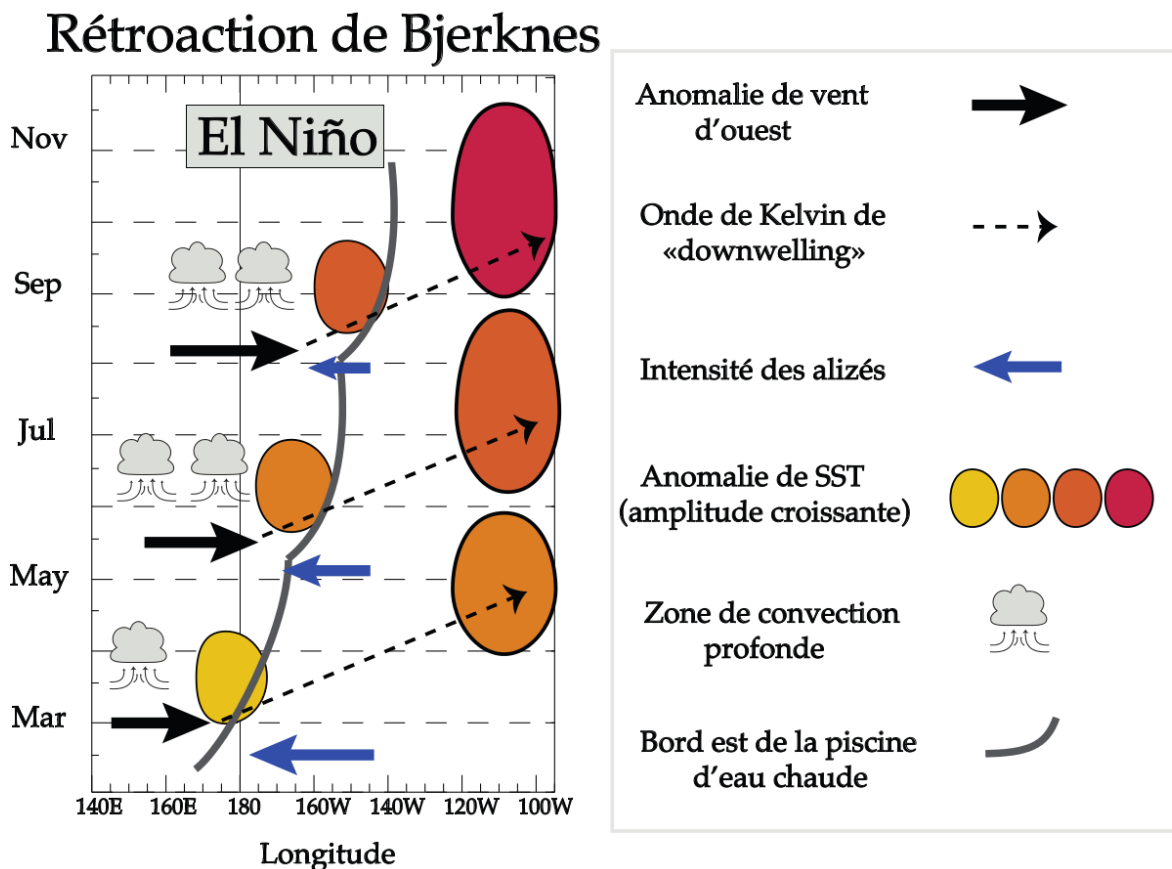 Rétroaction de Bjerknes
El Niño
Nov
Sep
Jul
May
Mar
140E 160E 180 160W 140W 120W 100W
Longitude
Anomalie de vent
d'ouest
Onde de Kelvin de
«downwelling»
Intensité des alizés
Anomalie de SST
(amplitude croissante)
Zone de convection
profonde
Bord est de la piscine
d'eau chaude